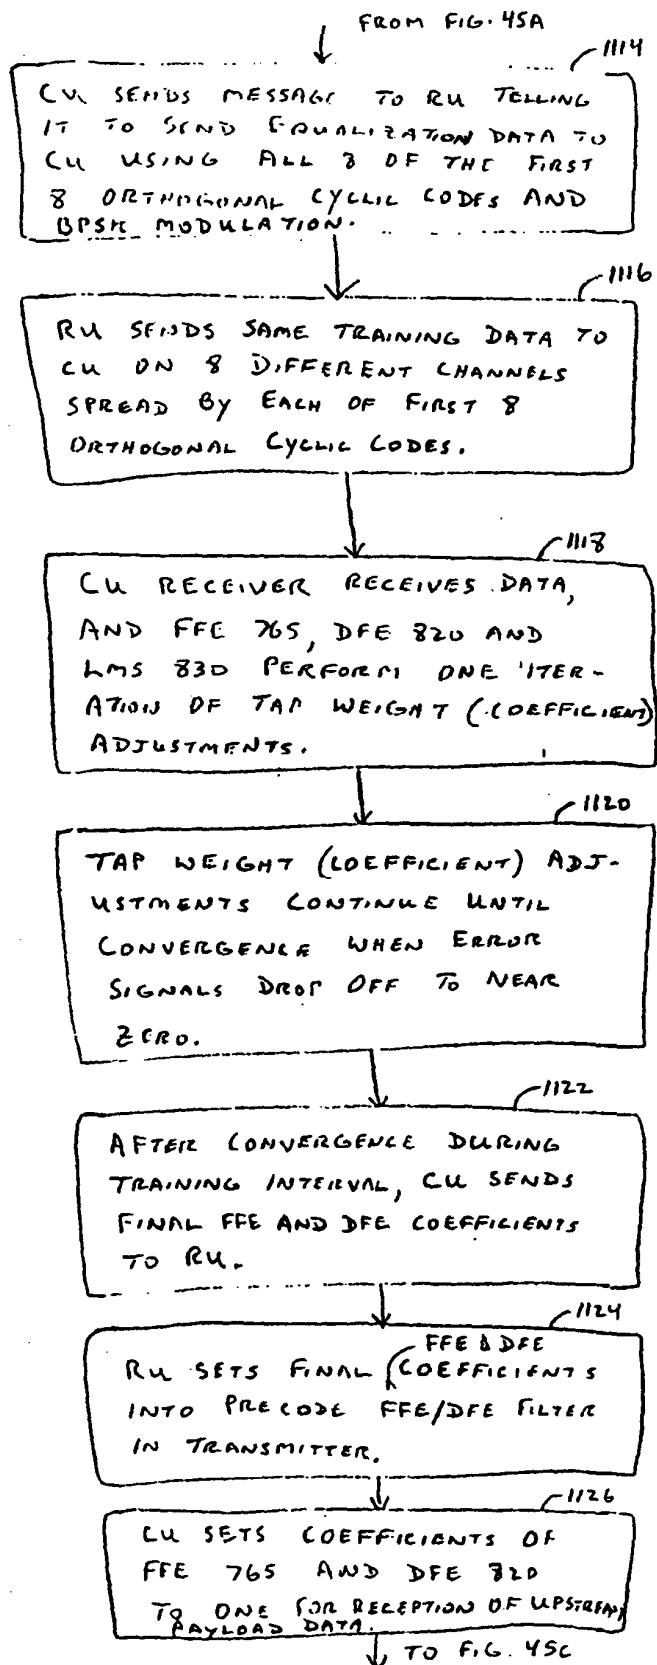 FROM FIG. 45A
1114
CU SENDS MESSAGE TO RU TELLING
IT TO SEND EQUALIZATION DATA TO
CU USING ALL 8 OF THE FIRST
8 ORTHOGONAL CYCLIC CODES AND
BPSK MODULATION.
1116
RU SENDS SAME TRAINING DATA TO
CU ON 8 DIFFERENT CHANNELS
SPREAD BY EACH OF FIRST 8
ORTHOGONAL CYCLIC CODES.
1118
CU RECEIVER RECEIVES DATA,
AND FFE 765, DFE 820 AND
LMS 830 PERFORM ONE ITER-
ATION OF TAP WEIGHT (COEFFICIENT)
ADJUSTMENTS.
1120
TAP WEIGHT (COEFFICIENT) ADJ-
USTMENTS CONTINUE UNTIL
CONVERGENCE WHEN ERROR
SIGNALS DROP OFF TO NEAR
ZERO.
1122
AFTER CONVERGENCE DURING
TRAINING INTERVAL, CU SENDS
FINAL FFE AND DFE COEFFICIENTS
TO RU.
1124
FFE & DFE
RU SETS FINAL COEFFICIENTS
INTO PRECODE FFE/DFE FILTER
IN TRANSMITTER.
1126
CU SETS COEFFICIENTS OF
FFE 765 AND DFE 820
TO ONE FOR RECEPTION OF UPSTREAM
PAYLOAD DATA.
TO FIG. 45C